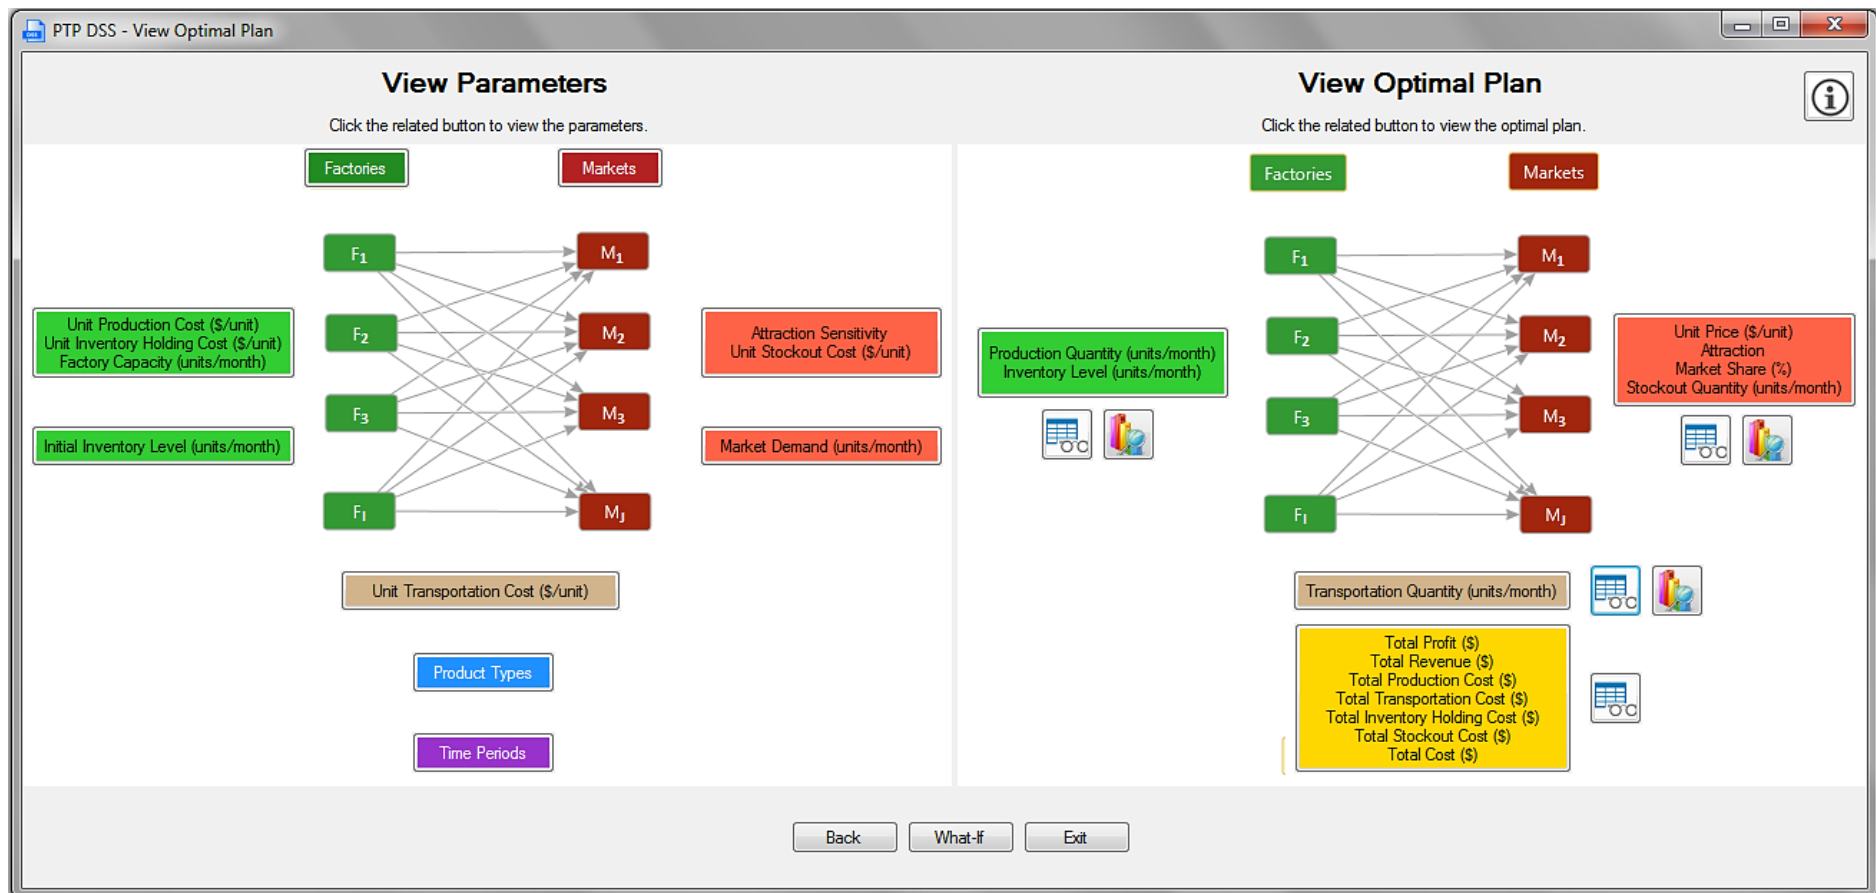 PTP DSS - View Optimal Plan
View Parameters
Click the related button to view the parameters.
Factories
Markets
F1
M1
F2
M2
F3
M3
FI
MJ
Unit Production Cost ($/unit)
Unit Inventory Holding Cost ($/unit)
Factory Capacity (units/month)
Initial Inventory Level (units/month)
Attraction Sensitivity
Unit Stockout Cost ($/unit)
Market Demand (units/month)
Unit Transportation Cost ($/unit)
Product Types
Time Periods
View Optimal Plan
Click the related button to view the optimal plan.
Factories
Markets
F1
M1
F2
M2
F3
M3
FI
MJ
Production Quantity (units/month)
Inventory Level (units/month)
Unit Price ($/unit)
Attraction
Market Share (%)
Stockout Quantity (units/month)
Transportation Quantity (units/month)
Total Profit ($)
Total Revenue ($)
Total Production Cost ($)
Total Transportation Cost ($)
Total Inventory Holding Cost ($)
Total Stockout Cost ($)
Total Cost ($)
Back
What-If
Exit